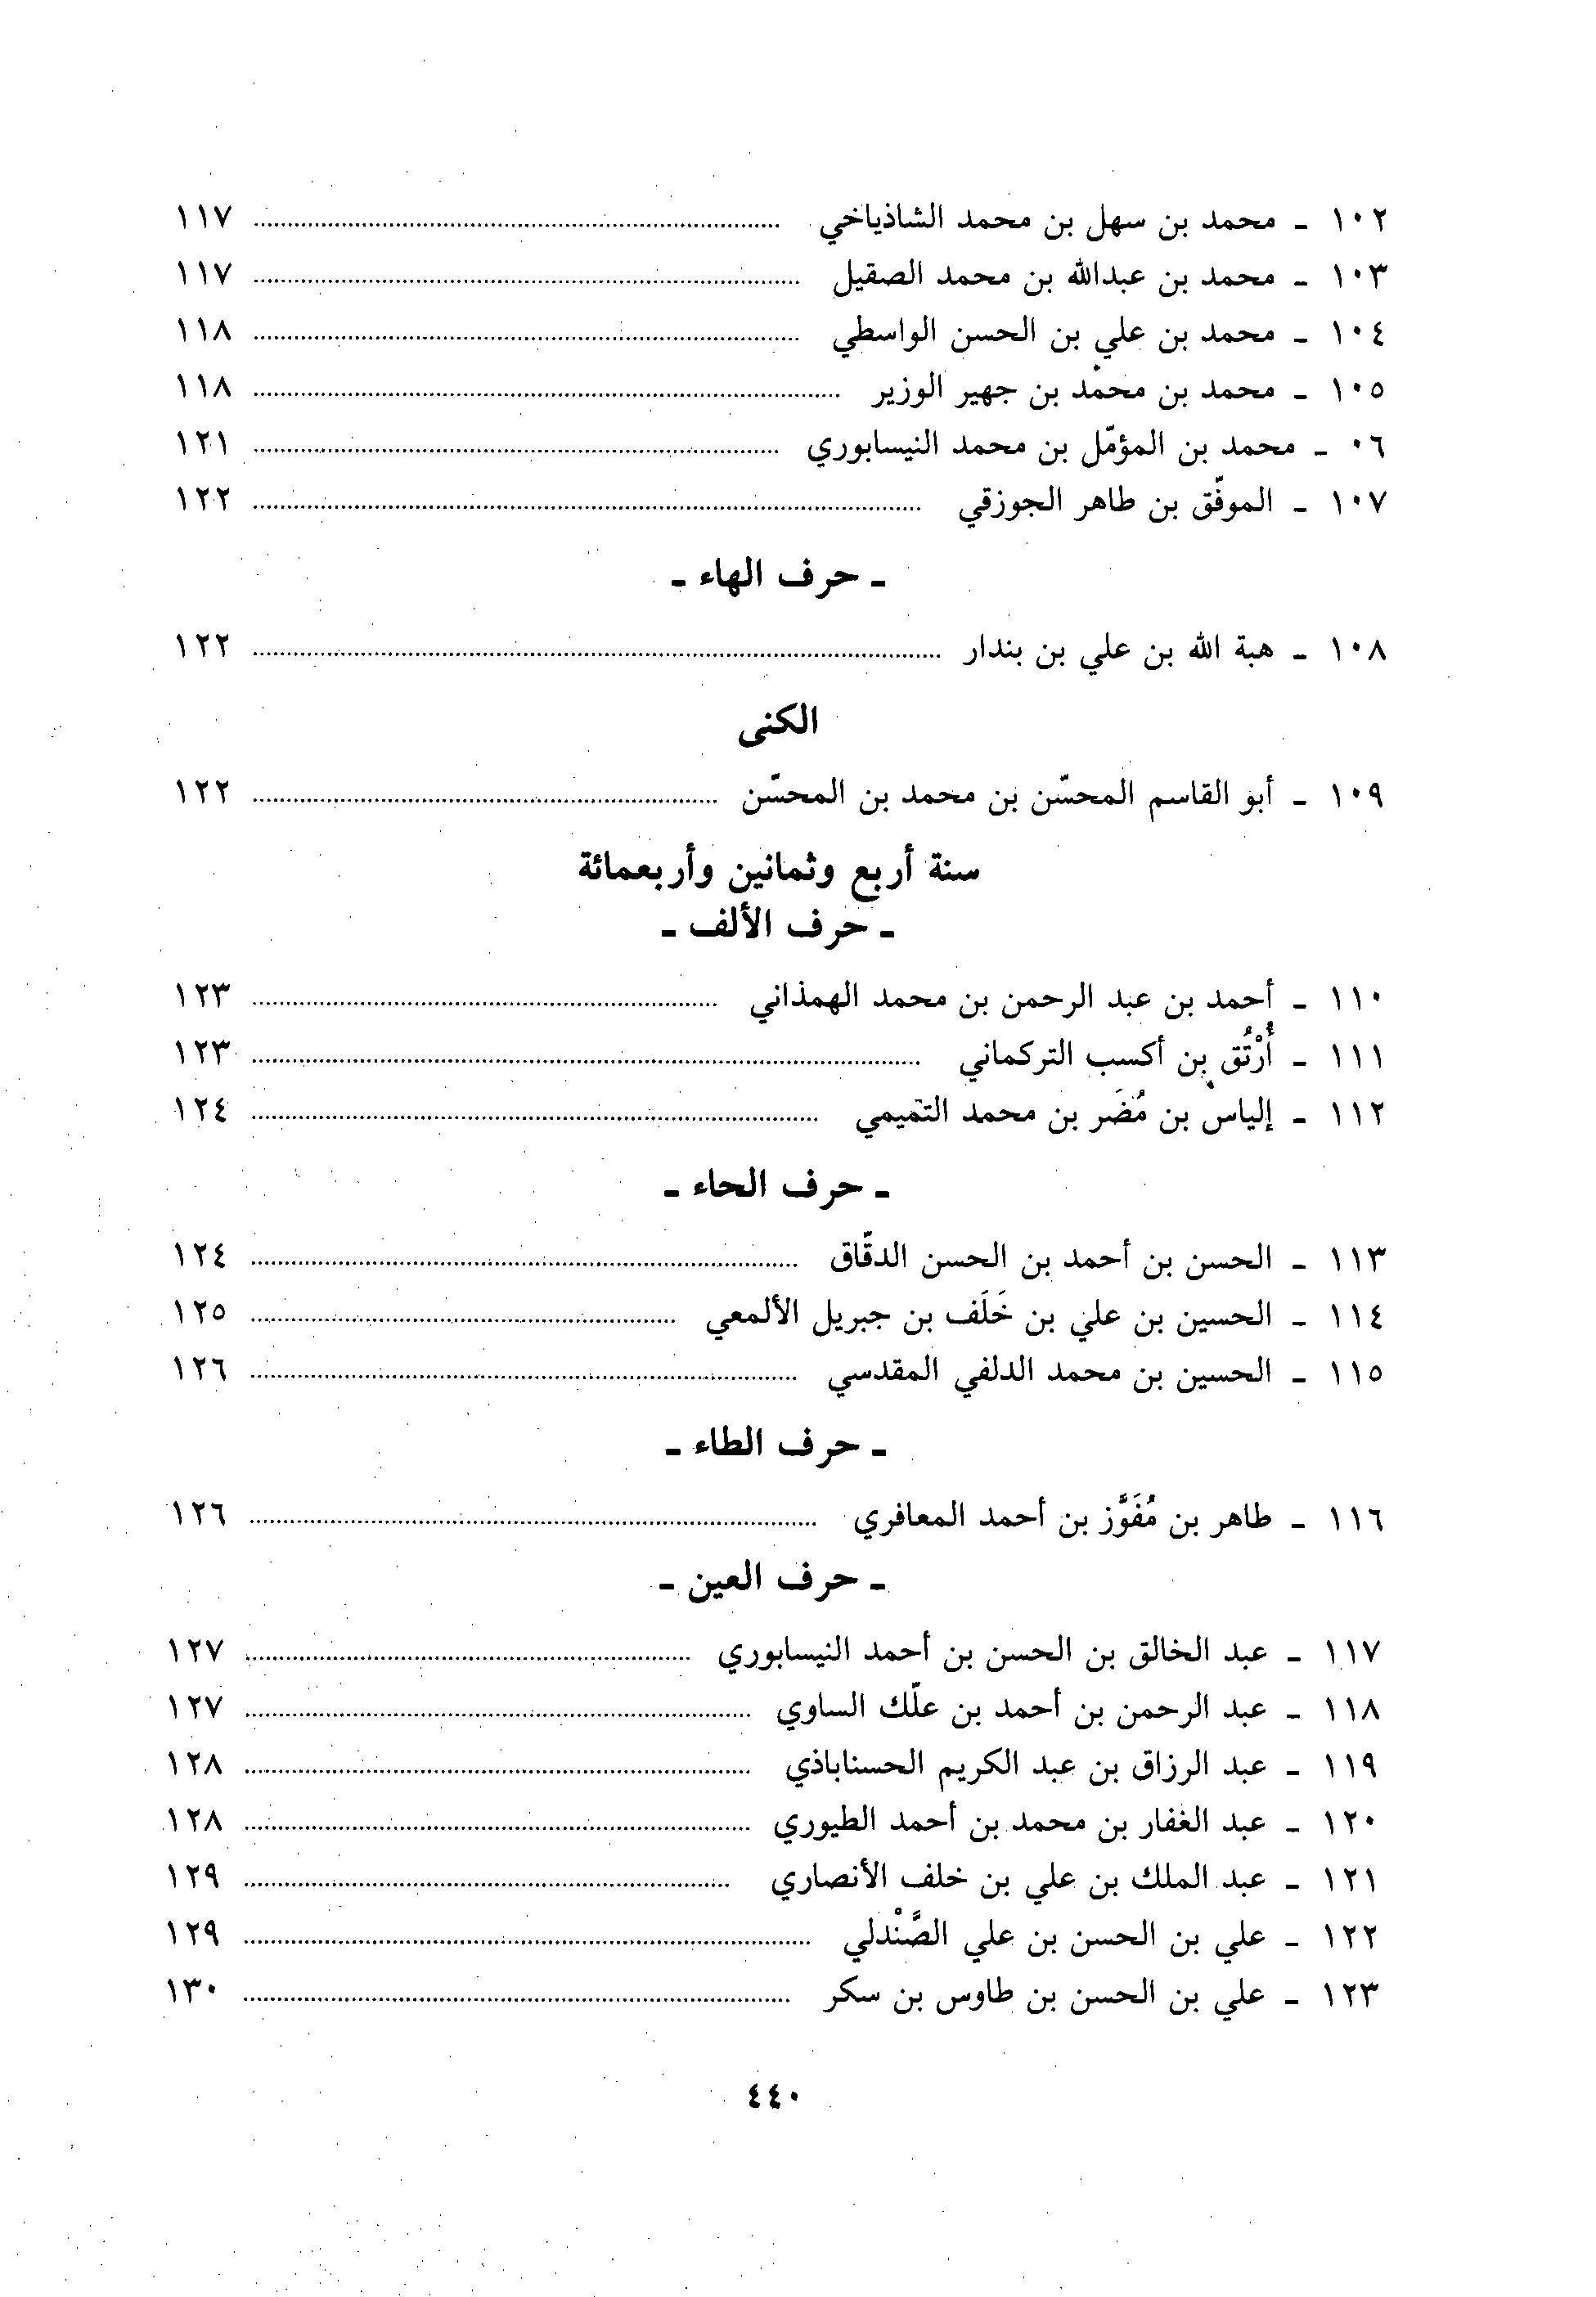 ١٠٢ ـ محمد بن سهل بن محمد الشاذياخي ........ ١١٧
١٠٣ ـ محمد بن عبدالله بن محمد الصقيل ........ ١١٧
١٠٤ ـ محمد بن علي بن الحسن الواسطي ........ ١١٨
١٠٥ ـ محمد بن محمد بن جهير الوزير ........ ١١٨
٠٦ ـ محمد بن المؤمّل بن محمد النيسابوري ........ ١٢١
١٠٧ ـ الموفّق بن طاهر الجوزقي ........ ١٢٢
ـ حرف الهاء ـ
١٠٨ ـ هبة الله بن علي بن بندار ........ ١٢٢
الكنى
١٠٩ ـ أبو القاسم المحسّن بن محمد بن المحسّن ........ ١٢٢
سنة أربع وثمانين وأربعمائة
ـ حرف الألف ـ
١١٠ ـ أحمد بن عبد الرحمن بن محمد الهمذاني ........ ١٢٣
١١١ ـ أُرْتُق بن أكسب التركماني ........ ١٢٣
١١٢ ـ إلياس بن مُضَر بن محمد التميمي ........ ١٢٤
ـ حرف الحاء ـ
١١٣ ـ الحسن بن أحمد بن الحسن الدقّاق ........ ١٢٤
١١٤ ـ الحسين بن علي بن خَلَف بن جبريل الألمعي ........ ١٢٥
١١٥ ـ الحسين بن محمد الدلفي المقدسي ........ ١٢٦
ـ حرف الطاء ـ
١١٦ ـ طاهر بن مُفَوَّز بن أحمد المعافري ........ ١٢٦
ـ حرف العين ـ
١١٧ ـ عبد الخالق بن الحسن بن أحمد النيسابوري ........ ١٢٧
١١٨ ـ عبد الرحمن بن أحمد بن علّك الساوي ........ ١٢٧
١١٩ ـ عبد الرزاق بن عبد الكريم الحسناباذي ........ ١٢٨
١٢٠ ـ عبد الغفار بن محمد بن أحمد الطيوري ........ ١٢٨
١٢١ ـ عبد الملك بن علي بن خلف الأنصاري ........ ١٢٩
١٢٢ ـ علي بن الحسن بن علي الصَّنْدلي ........ ١٢٩
١٢٣ ـ علي بن الحسن بن طاوس بن سكر ........ ١٣٠
٤٤٠